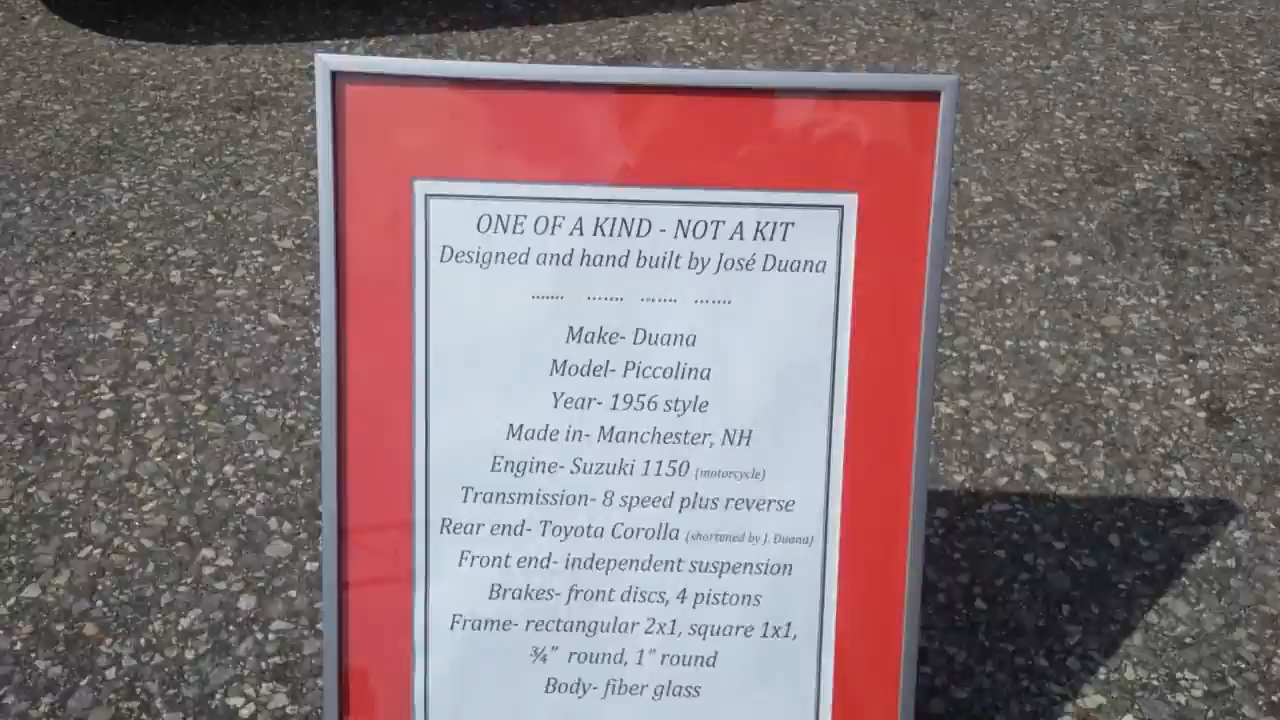 ONE OF A KIND - NOT A KIT
Designed and hand built by José Duana
....... ........ ........ ........
Make- Duana
Model- Piccolina
Year- 1956 style
Made in- Manchester, NH
Engine- Suzuki 1150 (motorcycle)
Transmission- 8 speed plus reverse
Rear end- Toyota Corolla (shortened by J. Duana)
Front end- independent suspension
Brakes- front discs, 4 pistons
Frame- rectangular 2x1, square 1x1,
¾" round, 1" round
Body- fiber glass